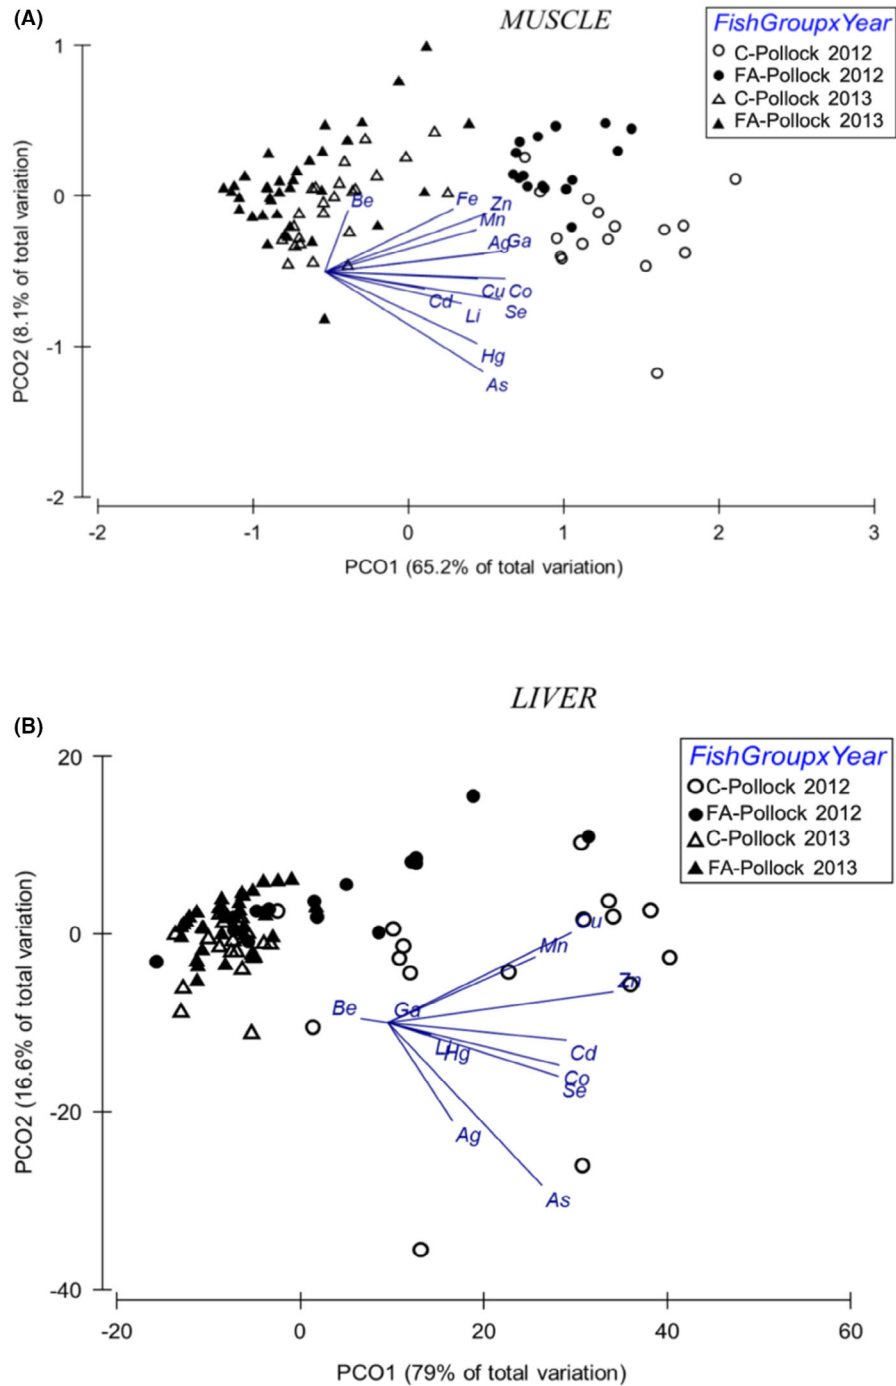 (A)
MUSCLE
FishGroupxYear
C-Pollock 2012
FA-Pollock 2012
C-Pollock 2013
FA-Pollock 2013
1
0
-1
-2
PCO2 (8.1% of total variation)
Be
Fe
Zn
Mn
Ag
Ga
Cu
Co
Cd
Li
Se
Hg
As
-2
-1
0
1
2
3
PCO1 (65.2% of total variation)
(B)
LIVER
FishGroupxYear
C-Pollock 2012
FA-Pollock 2012
C-Pollock 2013
FA-Pollock 2013
20
0
-20
-40
PCO2 (16.6% of total variation)
Mn
Zn
Be
Ga
Li
Hg
Cd
Co
Se
Ag
As
-20
0
20
40
60
PCO1 (79% of total variation)